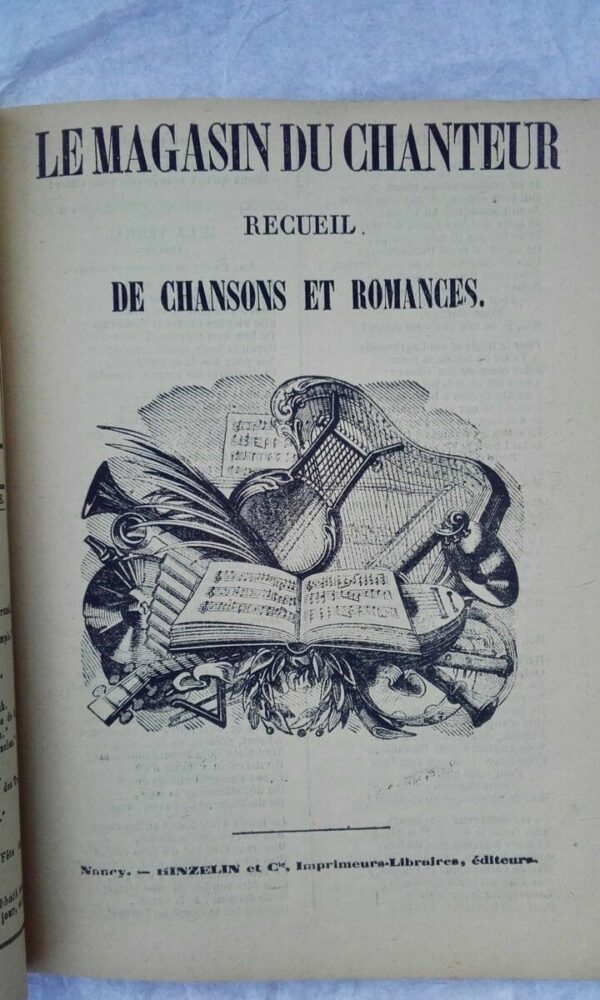 LE MAGASIN DU CHANTEUR
RECUEIL.
DE CHANSONS ET ROMANCES.
Nancy. — HINZELIN et Cie, Imprimeurs-Libraires, éditeurs.